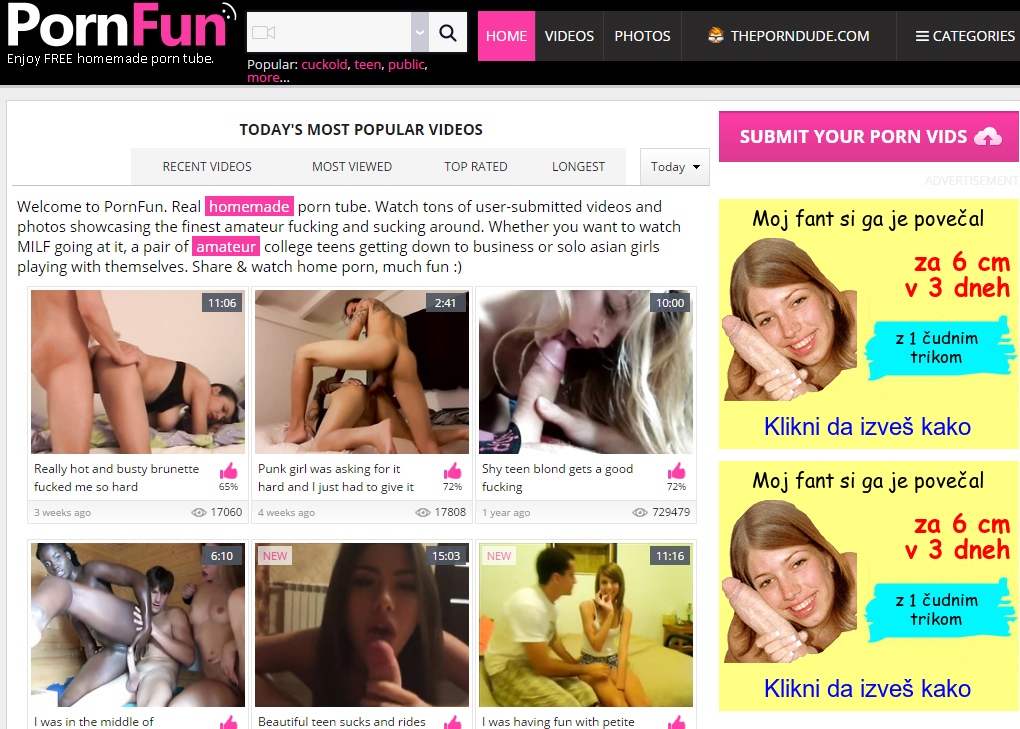 PornFun
Enjoy FREE homemade porn tube.
Popular: cuckold, teen, public,
more...
HOME
VIDEOS
PHOTOS
THEPORNDUDE.COM
CATEGORIES
TODAY'S MOST POPULAR VIDEOS
RECENT VIDEOS
MOST VIEWED
TOP RATED
LONGEST
Today
Welcome to PornFun. Real homemade porn tube. Watch tons of user-submitted videos and
photos showcasing the finest amateur fucking and sucking around. Whether you want to watch
MILF going at it, a pair of amateur college teens getting down to business or solo asian girls
playing with themselves. Share & watch home porn, much fun :)
11:06
Really hot and busty brunette
fucked me so hard
65%
3 weeks ago
17060
2:41
Punk girl was asking for it
hard and I just had to give it
72%
4 weeks ago
17808
10:00
Shy teen blond gets a good
fucking
72%
1 year ago
729479
6:10
I was in the middle of
NEW
15:03
Beautiful teen sucks and rides
NEW
11:16
I was having fun with petite
SUBMIT YOUR PORN VIDS
ADVERTISEMENT
Moj fant si ga je povečal
za 6 cm
v 3 dneh
z 1 čudnim
trikom
Klikni da izveš kako
Moj fant si ga je povečal
za 6 cm
v 3 dneh
z 1 čudnim
trikom
Klikni da izveš kako